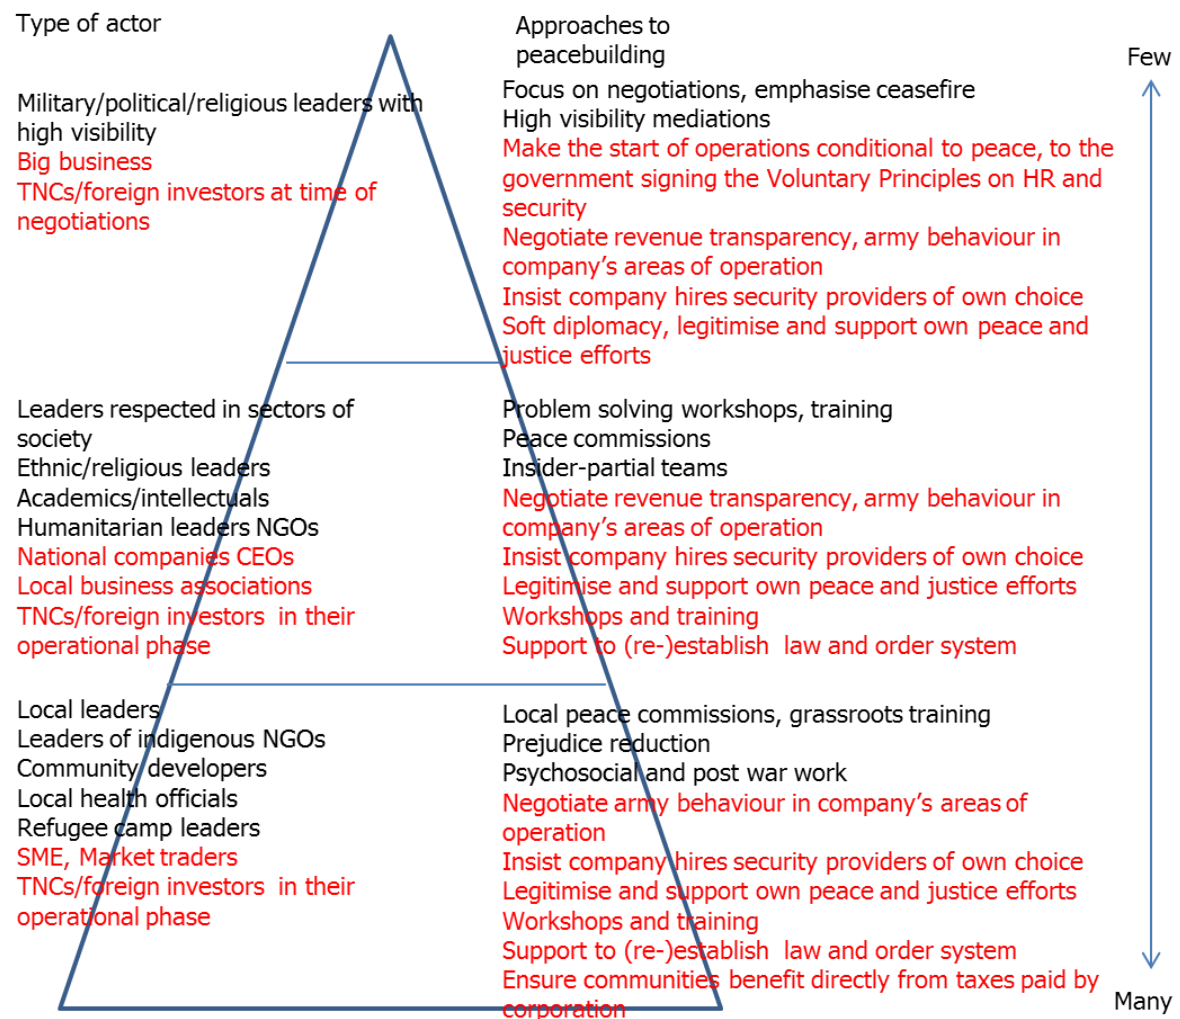 Type of actor
Approaches to
peacebuilding
Few
Military/political/religious leaders with
high visibility
Big business
TNCs/foreign investors at time of
negotiations
Focus on negotiations, emphasise ceasefire
High visibility mediations
Make the start of operations conditional to peace, to the
government signing the Voluntary Principles on HR and
security
Negotiate revenue transparency, army behaviour in
company’s areas of operation
Insist company hires security providers of own choice
Soft diplomacy, legitimise and support own peace and
justice efforts
Leaders respected in sectors of
society
Ethnic/religious leaders
Academics/intellectuals
Humanitarian leaders NGOs
National companies CEOs
Local business associations
TNCs/foreign investors in their
operational phase
Problem solving workshops, training
Peace commissions
Insider-partial teams
Negotiate revenue transparency, army behaviour in
company’s areas of operation
Insist company hires security providers of own choice
Legitimise and support own peace and justice efforts
Workshops and training
Support to (re-)establish law and order system
Local leaders
Leaders of indigenous NGOs
Community developers
Local health officials
Refugee camp leaders
SME, Market traders
TNCs/foreign investors in their
operational phase
Local peace commissions, grassroots training
Prejudice reduction
Psychosocial and post war work
Negotiate army behaviour in company’s areas of
operation
Insist company hires security providers of own choice
Legitimise and support own peace and justice efforts
Workshops and training
Support to (re-)establish law and order system
Ensure communities benefit directly from taxes paid by
corporation
Many